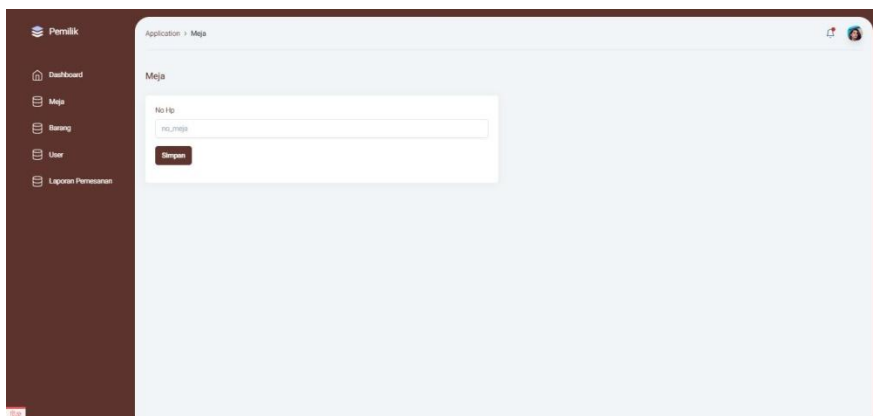 Pemilik
Application > Meja
Dashboard
Meja
Barang
User
Laporan Pemesanan
Meja
No Hp
no_meja
Simpan